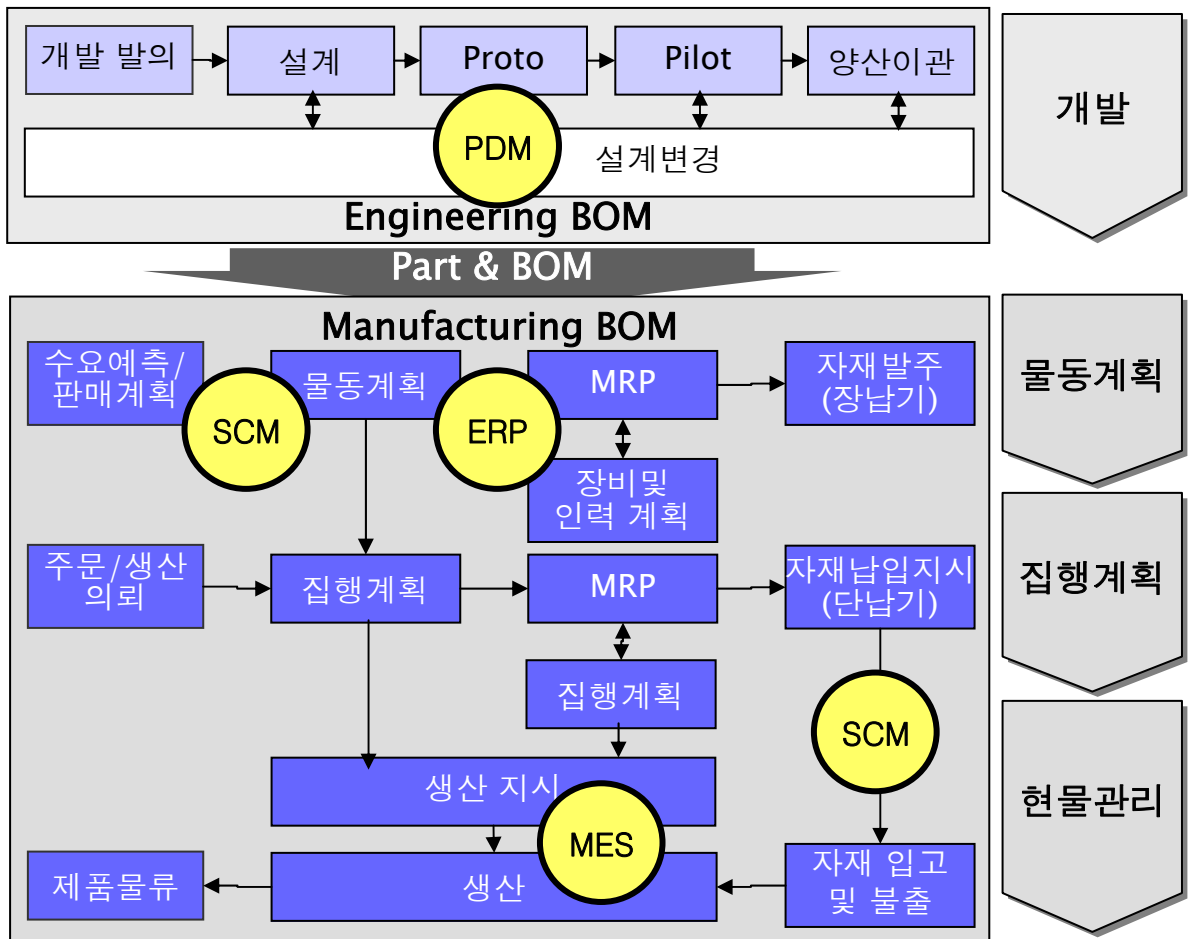 개발 발의
설계
Proto
Pilot
양산이관
개발
PDM
설계변경
Engineering BOM
Part & BOM
Manufacturing BOM
수요예측/
판매계획
SCM
물동계획
ERP
MRP
자재발주
(장납기)
물동계획
장비및
인력 계획
주문/생산
의뢰
집행계획
MRP
자재납입지시
(단납기)
집행계획
집행계획
SCM
생산 지시
MES
현물관리
제품물류
생산
자재 입고
및 불출